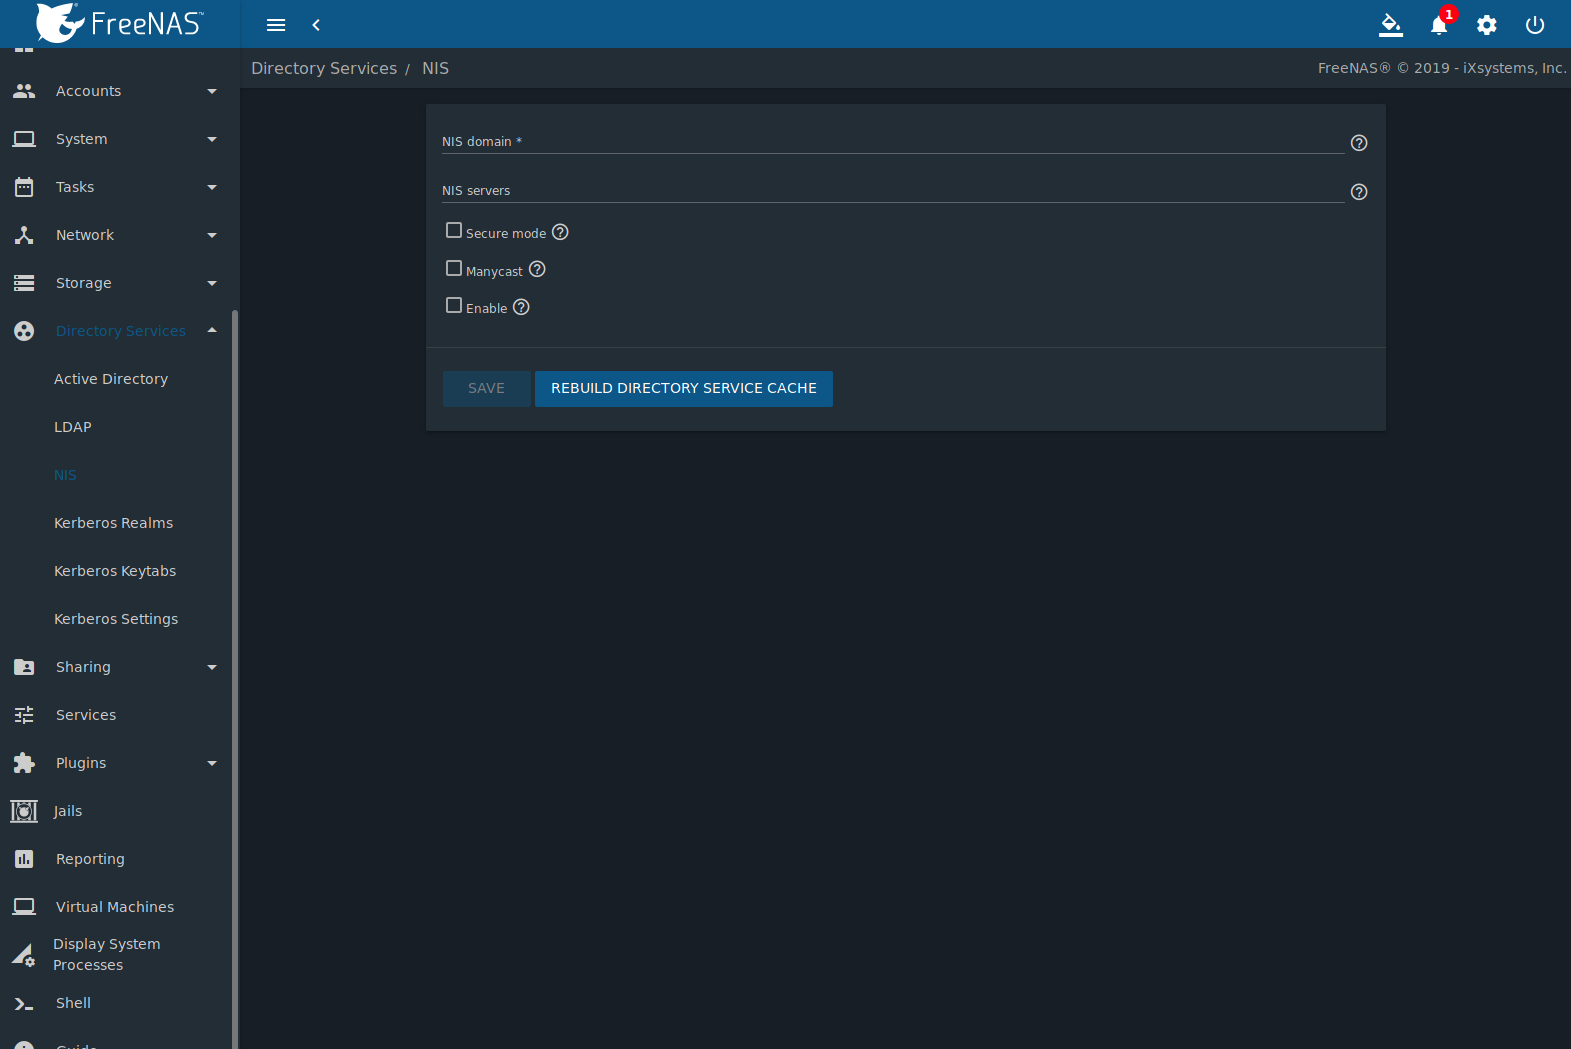 FreeNAS™
1
Directory Services / NIS
FreeNAS® © 2019 - iXsystems, Inc.
Accounts
System
Tasks
Network
Storage
Directory Services
Active Directory
LDAP
NIS
Kerberos Realms
Kerberos Keytabs
Kerberos Settings
Sharing
Services
Plugins
Jails
Reporting
Virtual Machines
Display System
Processes
Shell
Guide
NIS domain *
NIS servers
Secure mode
Manycast
Enable
SAVE
REBUILD DIRECTORY SERVICE CACHE